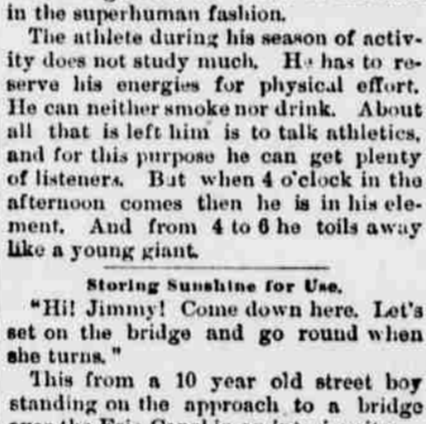 in the superhuman fashion.
The athlete during his season of activ-
ity does not study much. He has to re-
serve his energies for physical effort.
He can neither smoke nor drink. About
all that is left him is to talk athletics,
and for this purpose he can get plenty
of listeners. But when 4 o'clock in the
afternoon comes then he is in his ele-
ment. And from 4 to 6 he toils away
like a young giant.
Storing Sunshine for Use.
"Hi! Jimmy! Come down here. Let's
set on the bridge and go round when
she turns."
This from a 10 year old street boy
standing on the approach to a bridge
over the Erie Canal